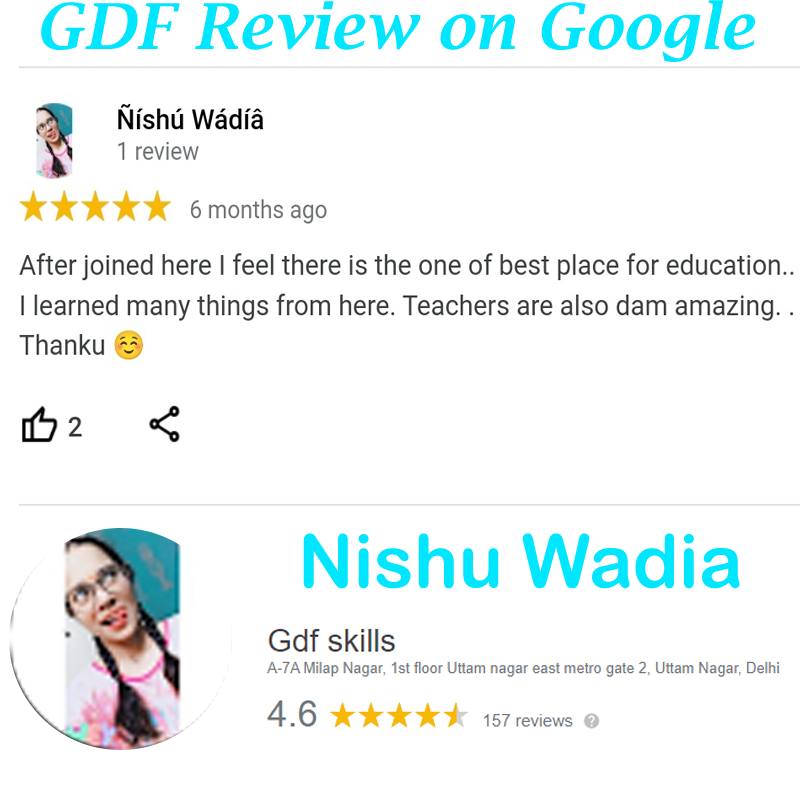 GDF Review on Google
Ñíshú Wádíâ
1 review
6 months ago
After joined here I feel there is the one of best place for education..
I learned many things from here. Teachers are also dam amazing. .
Thanku ☺️
2
Nishu Wadia
Gdf skills
A-7A Milap Nagar, 1st floor Uttam nagar east metro gate 2, Uttam Nagar, Delhi
4.6 157 reviews ?